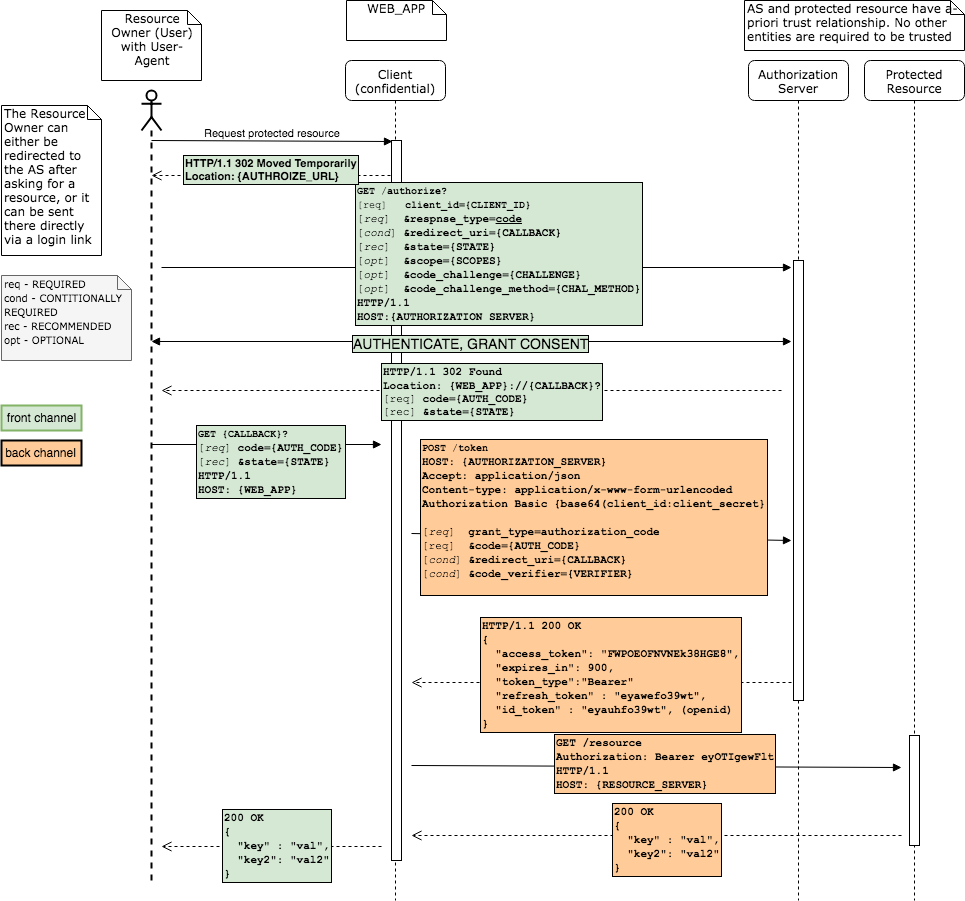 Resource
Owner (User)
with User-
Agent
WEB_APP
AS and protected resource have a-
priori trust relationship. No other
entities are required to be trusted
Client
(confidential)
Authorization
Server
Protected
Resource
The Resource
Owner can
either be
redirected to
the AS after
asking for a
resource, or it
can be sent
there directly
via a login link
Request protected resource
HTTP/1.1 302 Moved Temporarily
Location: {AUTHROIZE_URL}
GET /authorize?
[req] client_id={CLIENT_ID}
[req] &respnse_type=code
[cond] &redirect_uri={CALLBACK}
[rec] &state={STATE}
[opt] &scope={SCOPES}
[opt] &code_challenge={CHALLENGE}
[opt] &code_challenge_method={CHAL_METHOD}
HTTP/1.1
HOST:{AUTHORIZATION SERVER}
req - REQUIRED
cond - CONTITIONALLY
REQUIRED
rec - RECOMMENDED
opt - OPTIONAL
AUTHENTICATE, GRANT CONSENT
HTTP/1.1 302 Found
Location: {WEB_APP}://{CALLBACK}?
[req] code={AUTH_CODE}
[rec] &state={STATE}
front channel
back channel
GET {CALLBACK}?
[req] code={AUTH_CODE}
[rec] &state={STATE}
HTTP/1.1
HOST: {WEB_APP}
POST /token
HOST: {AUTHORIZATION_SERVER}
Accept: application/json
Content-type: application/x-www-form-urlencoded
Authorization Basic {base64(client_id:client_secret}
[req] grant_type=authorization_code
[req] &code={AUTH_CODE}
[cond] &redirect_uri={CALLBACK}
[cond] &code_verifier={VERIFIER}
HTTP/1.1 200 OK
{
"access_token": "FWPOEOFNVNEk38HGE8",
"expires_in": 900,
"token_type":"Bearer"
"refresh_token" : "eyawefo39wt",
"id_token" : "eyauhfo39wt", (openid)
}
GET /resource
Authorization: Bearer eyOTIgewFlt
HTTP/1.1
HOST: {RESOURCE_SERVER}
200 OK
{
"key" : "val",
"key2": "val2"
}
200 OK
{
"key" : "val",
"key2": "val2"
}